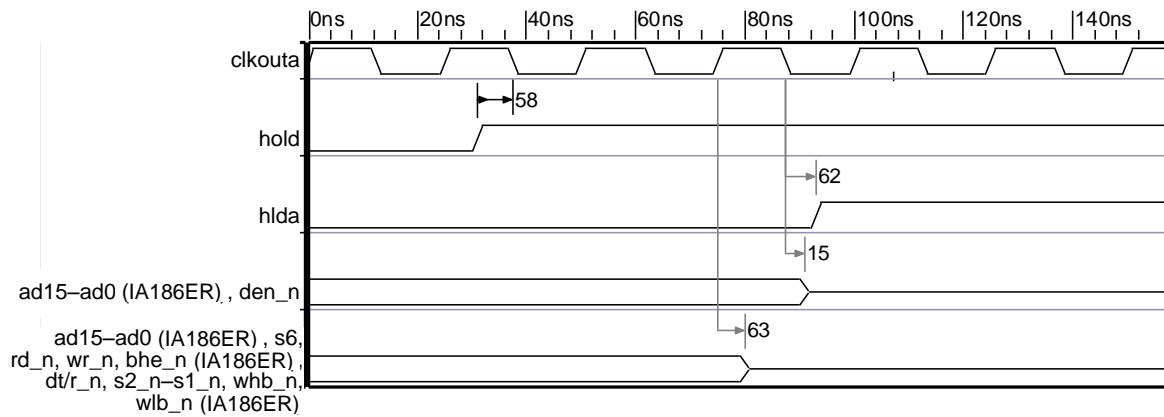 0ns 20ns 40ns 60ns 80ns 100ns 120ns 140ns
clkouta
58
hold
62
hlda
15
ad15–ad0 (IA186ER) , den_n
63
ad15–ad0 (IA186ER) , s6,
rd_n, wr_n, bhe_n (IA186ER) ,
dt/r_n, s2_n–s1_n, whb_n,
wlb_n (IA186ER)